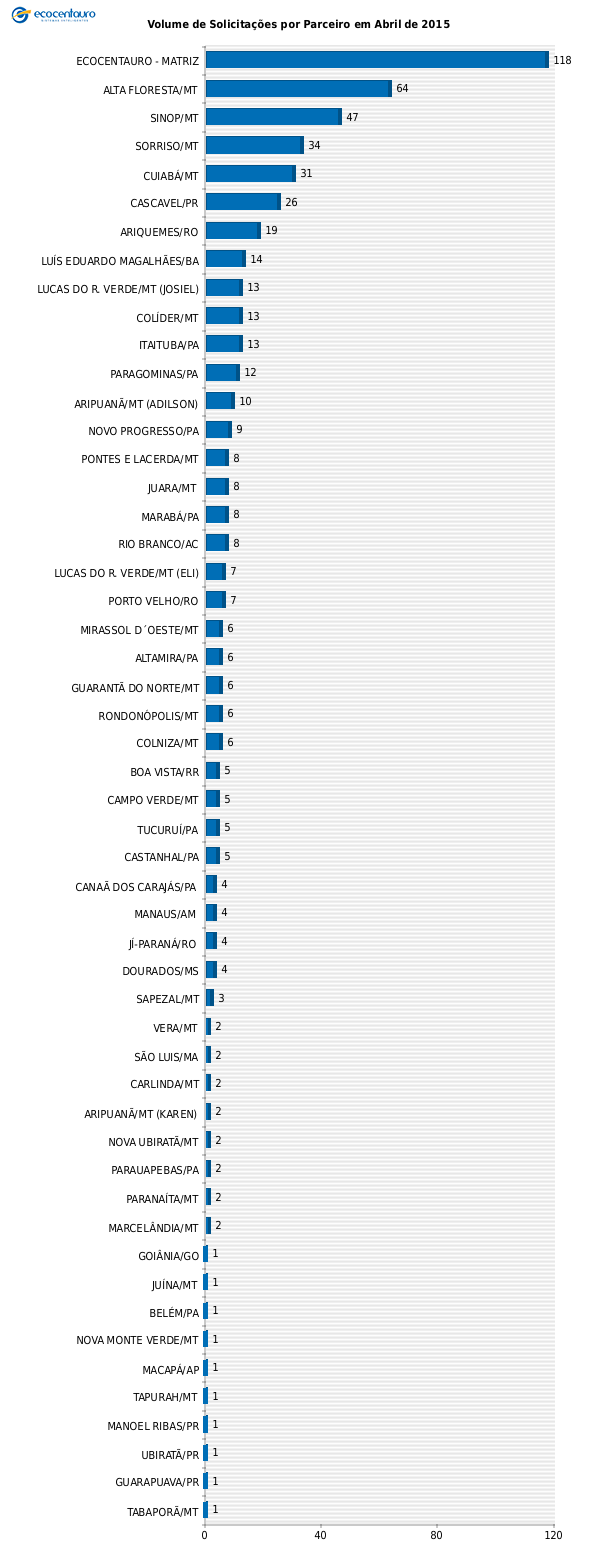 ecocentauro
Volume de Solicitações por Parceiro em Abril de 2015
ECOCENTAURO - MATRIZ 118
ALTA FLORESTA/MT 64
SINOP/MT 47
SORRISO/MT 34
CUIABÁ/MT 31
CASCAVEL/PR 26
ARIQUEMES/RO 19
LUÍS EDUARDO MAGALHÃES/BA 14
LUCAS DO R. VERDE/MT (JOSIEL) 13
COLÍDER/MT 13
ITAITUBA/PA 13
PARAGOMINAS/PA 12
ARIPUANÃ/MT (ADILSON) 10
NOVO PROGRESSO/PA 9
PONTES E LACERDA/MT 8
JUARA/MT 8
MARABÁ/PA 8
RIO BRANCO/AC 8
LUCAS DO R. VERDE/MT (ELI) 7
PORTO VELHO/RO 7
MIRASSOL D´OESTE/MT 6
ALTAMIRA/PA 6
GUARANTÃ DO NORTE/MT 6
RONDONÓPOLIS/MT 6
COLNIZA/MT 6
BOA VISTA/RR 5
CAMPO VERDE/MT 5
TUCURUÍ/PA 5
CASTANHAL/PA 5
CANAÃ DOS CARAJÁS/PA 4
MANAUS/AM 4
JÍ-PARANÁ/RO 4
DOURADOS/MS 4
SAPEZAL/MT 3
VERA/MT 2
SÃO LUIS/MA 2
CARLINDA/MT 2
ARIPUANÃ/MT (KAREN) 2
NOVA UBIRATÃ/MT 2
PARAUAPEBAS/PA 2
PARANAÍTA/MT 2
MARCELÂNDIA/MT 2
GOIÂNIA/GO 1
JUÍNA/MT 1
BELÉM/PA 1
NOVA MONTE VERDE/MT 1
MACAPÁ/AP 1
TAPURAH/MT 1
MANOEL RIBAS/PR 1
UBIRATÃ/PR 1
GUARAPUAVA/PR 1
TABAPORÃ/MT 1
0 40 80 120